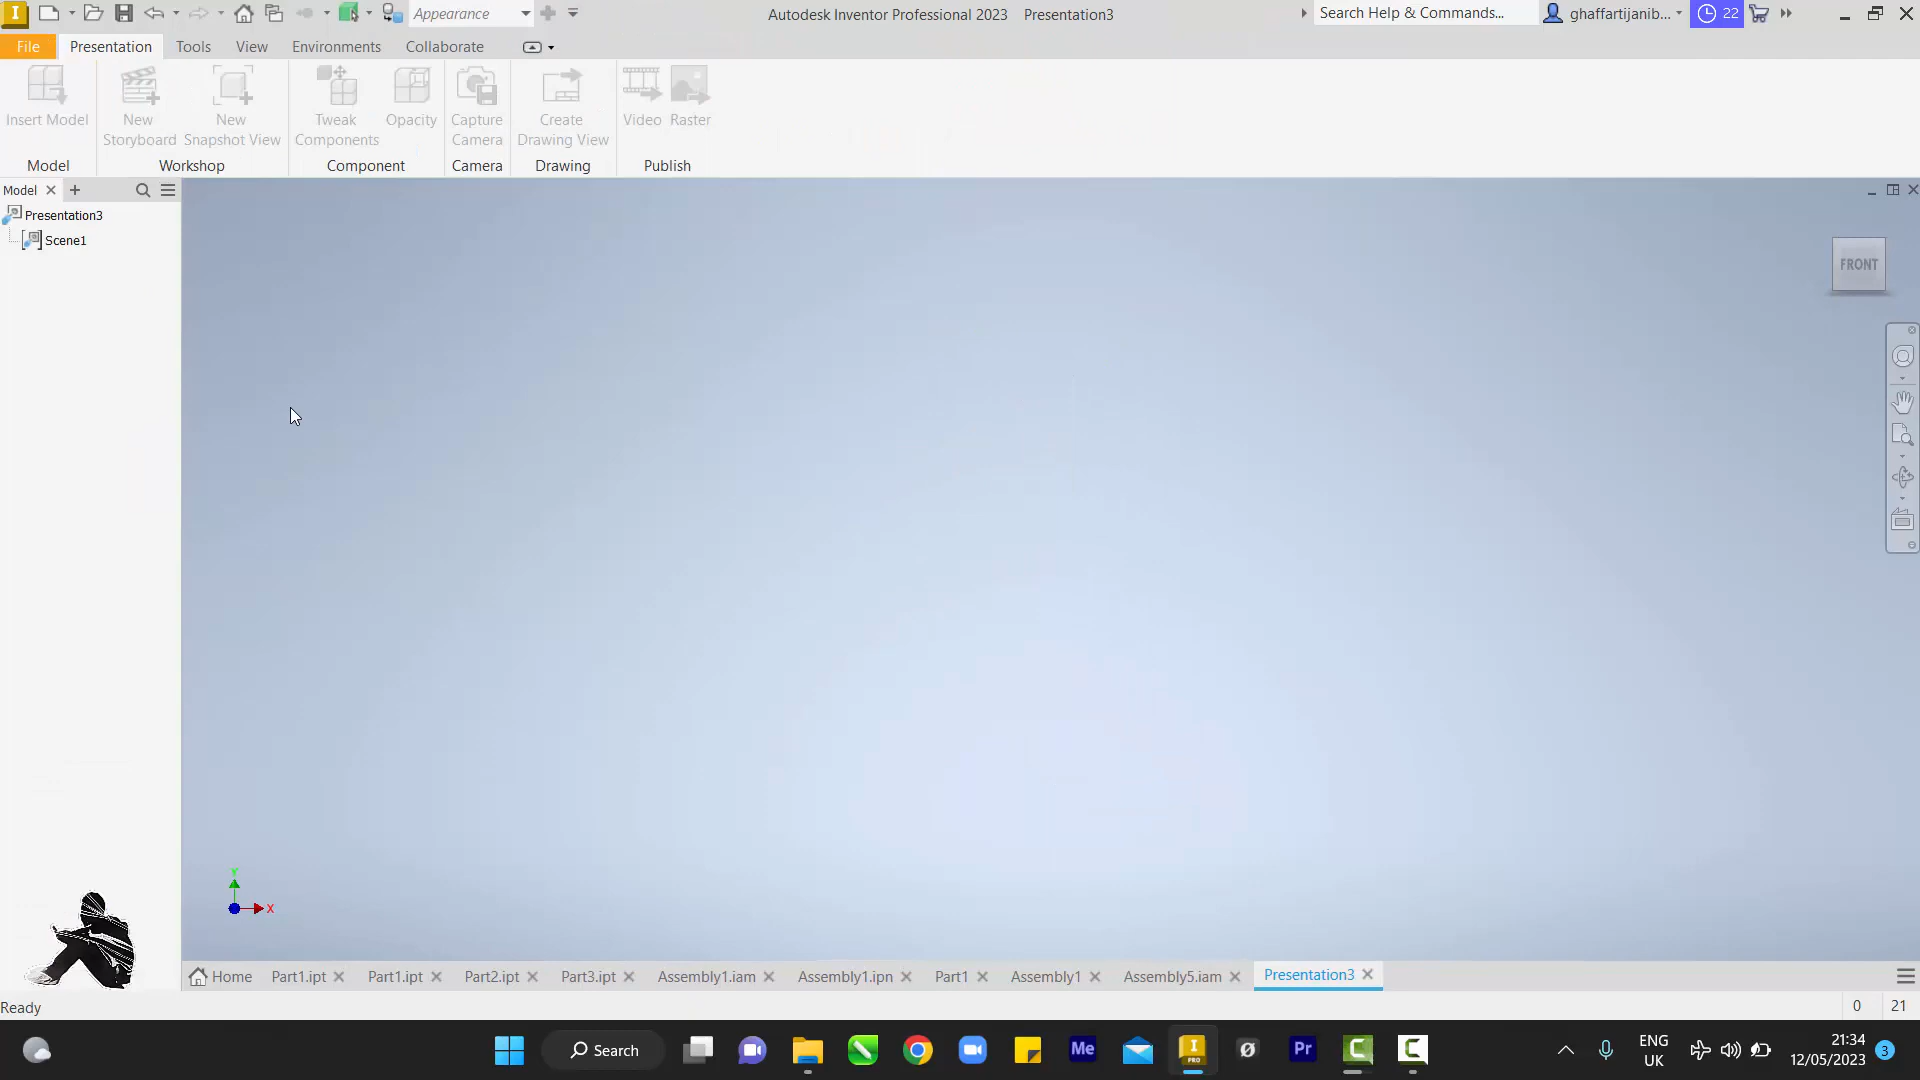 I Appearance Autodesk Inventor Professional 2023 Presentation3 Search Help & Commands... ghaffartijanib... 22
File Presentation Tools View Environments Collaborate
Insert Model New Storyboard New Snapshot View Tweak Components Opacity Capture Camera Create Drawing View Video Raster
Model Workshop Component Camera Drawing Publish
Model
Presentation3
Scene1
FRONT
Y
X
Home Part1.ipt Part1.ipt Part2.ipt Part3.ipt Assembly1.iam Assembly1.ipn Part1 Assembly1 Assembly5.iam Presentation3
Ready 0 21
Search Me I PRO Ø Pr C C ENG 21:34
UK 12/05/2023 3